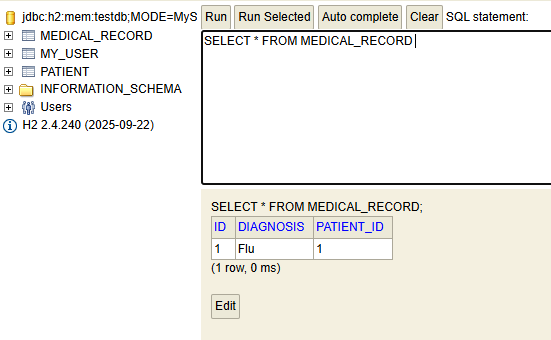 jdbc:h2:mem:testdb;MODE=MyS
MEDICAL_RECORD
MY_USER
PATIENT
INFORMATION_SCHEMA
Users
H2 2.4.240 (2025-09-22)
Run Run Selected Auto complete Clear SQL statement:
SELECT * FROM MEDICAL_RECORD
SELECT * FROM MEDICAL_RECORD;
ID DIAGNOSIS PATIENT_ID
1 Flu 1
(1 row, 0 ms)
Edit